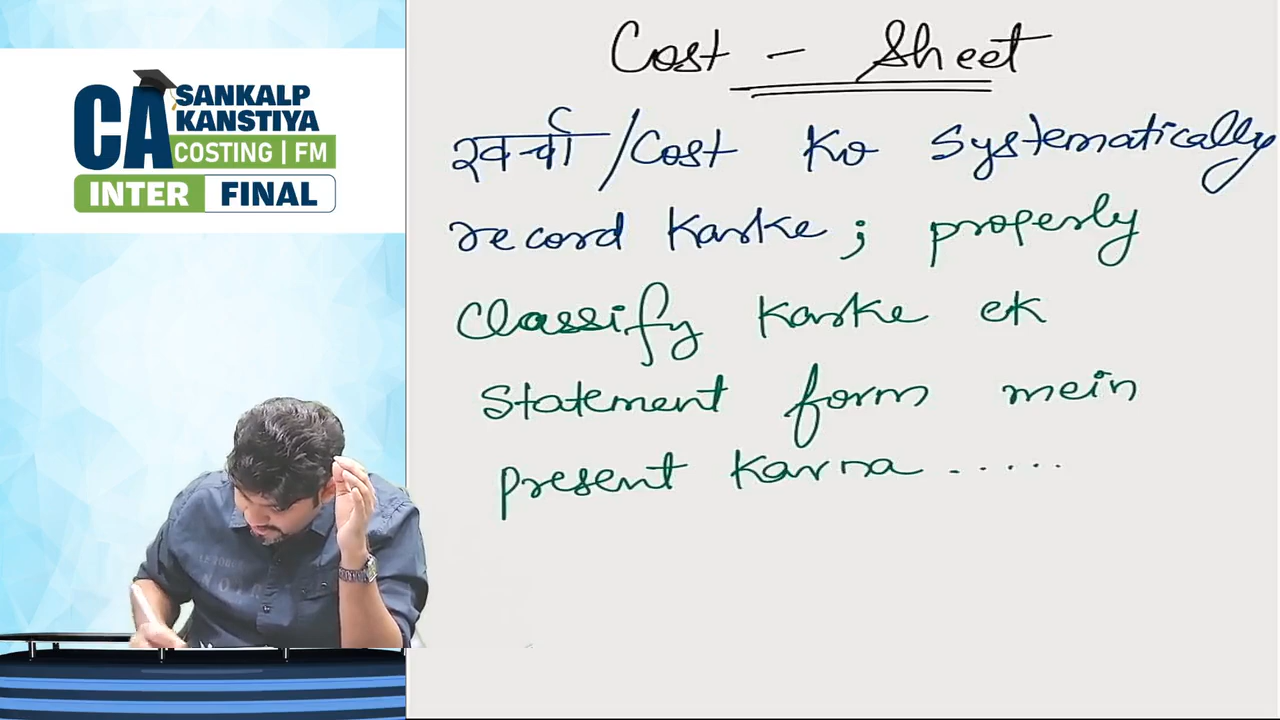 CA SANKALP
KANSTIYA
COSTING | FM
INTER FINAL
Cost - Sheet
खर्चा / Cost Ko Systematically
record Karke ; properly
Classify Karke ek
Statement form mein
present Karna .....